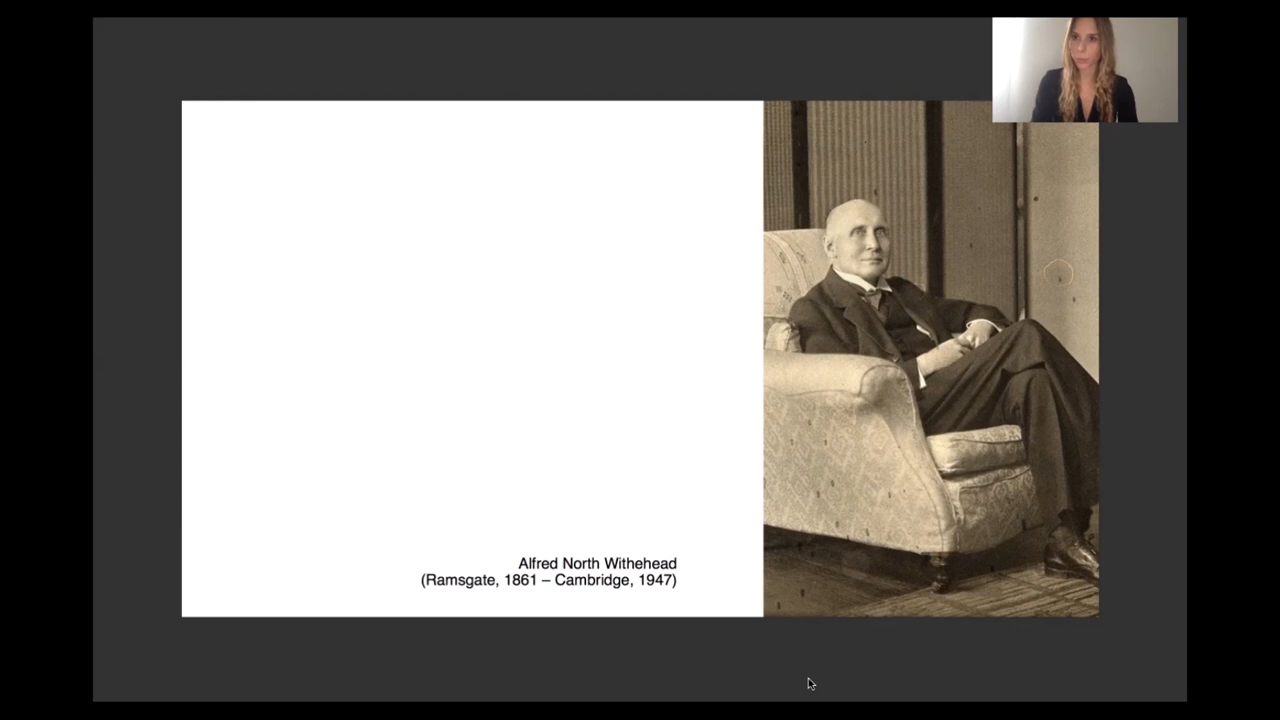 Alfred North Withehead
(Ramsgate, 1861 – Cambridge, 1947)